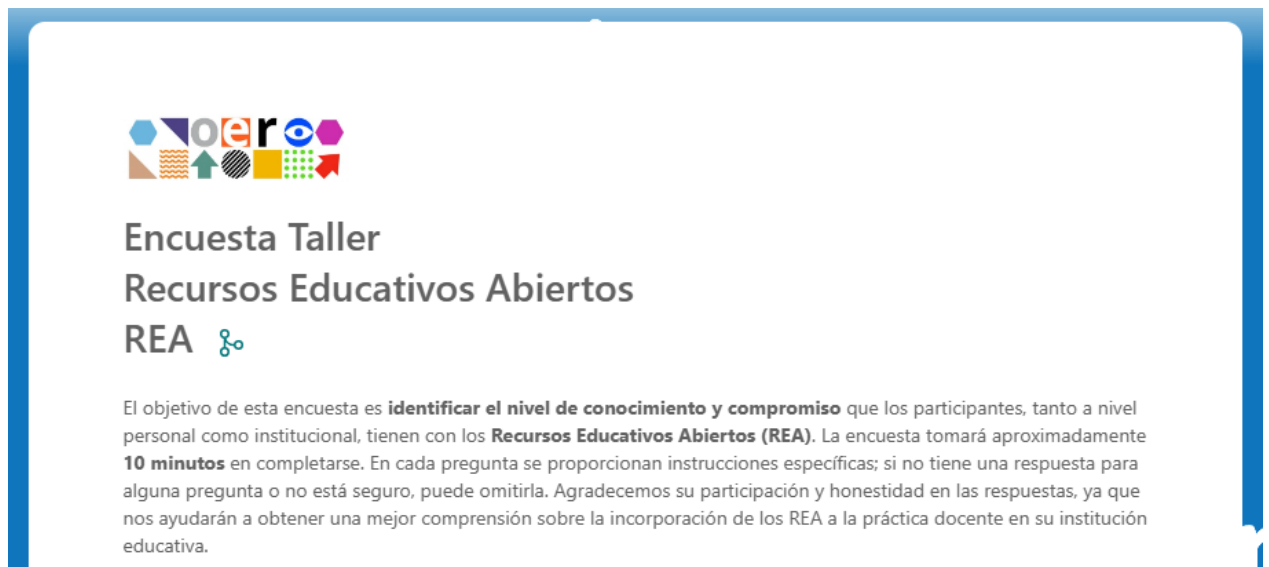 oer
Encuesta Taller
Recursos Educativos Abiertos
REA
El objetivo de esta encuesta es identificar el nivel de conocimiento y compromiso que los participantes, tanto a nivel
personal como institucional, tienen con los Recursos Educativos Abiertos (REA). La encuesta tomará aproximadamente
10 minutos en completarse. En cada pregunta se proporcionan instrucciones específicas; si no tiene una respuesta para
alguna pregunta o no está seguro, puede omitirla. Agradecemos su participación y honestidad en las respuestas, ya que
nos ayudarán a obtener una mejor comprensión sobre la incorporación de los REA a la práctica docente en su institución
educativa.